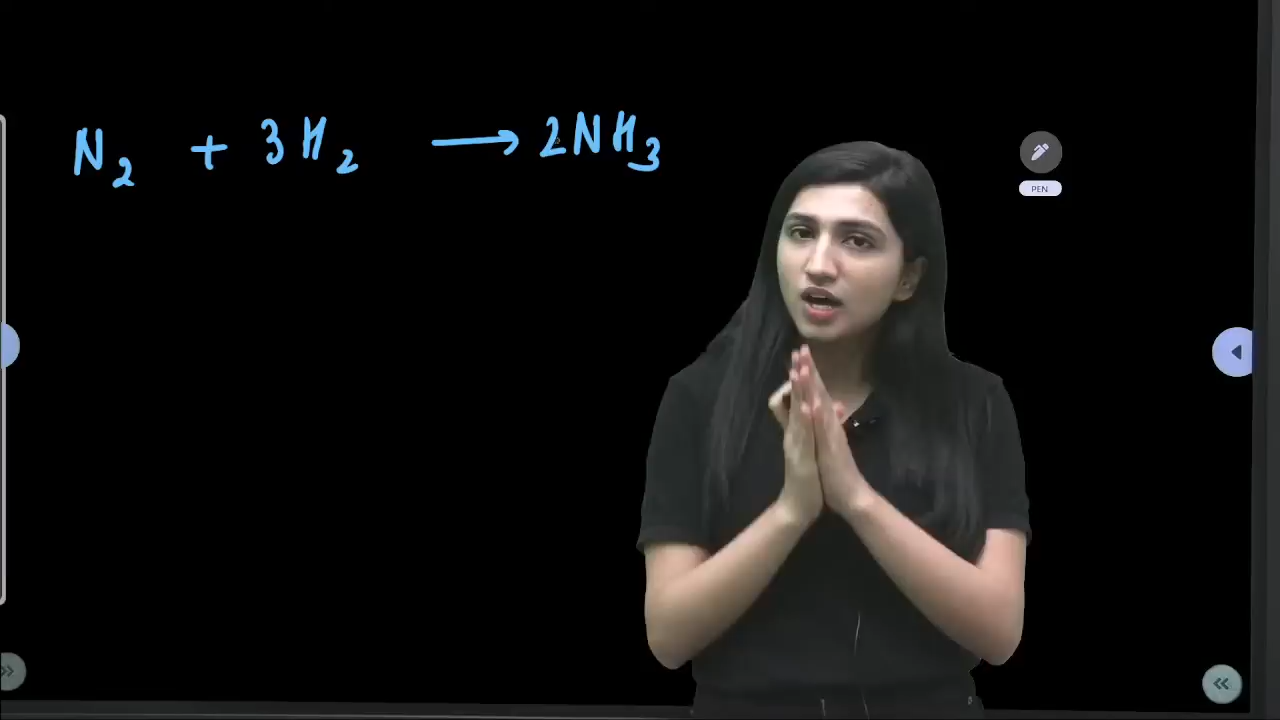 N₂ + 3H₂ ⟶ 2NH₃
PEN